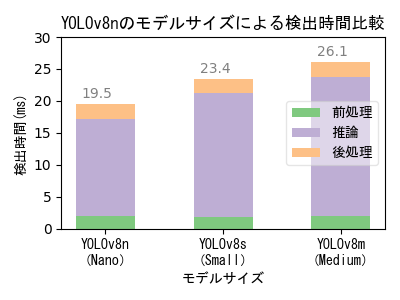 YOLOv8nのモデルサイズによる検出時間比較
検出時間(ms)
30
25
20
15
10
5
0
19.5
23.4
26.1
前処理
推論
後処理
YOLOv8n
(Nano)
YOLOv8s
(Small)
YOLOv8m
(Medium)
モデルサイズ